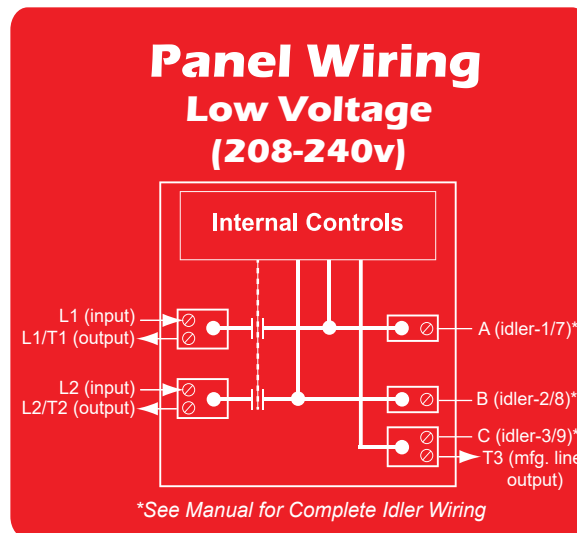 Panel Wiring
Low Voltage
(208-240v)
Internal Controls
L1 (input)
L1/T1 (output)
L2 (input)
L2/T2 (output)
A (idler-1/7)*
B (idler-2/8)*
C (idler-3/9)*
T3 (mfg. line
output)
*See Manual for Complete Idler Wiring